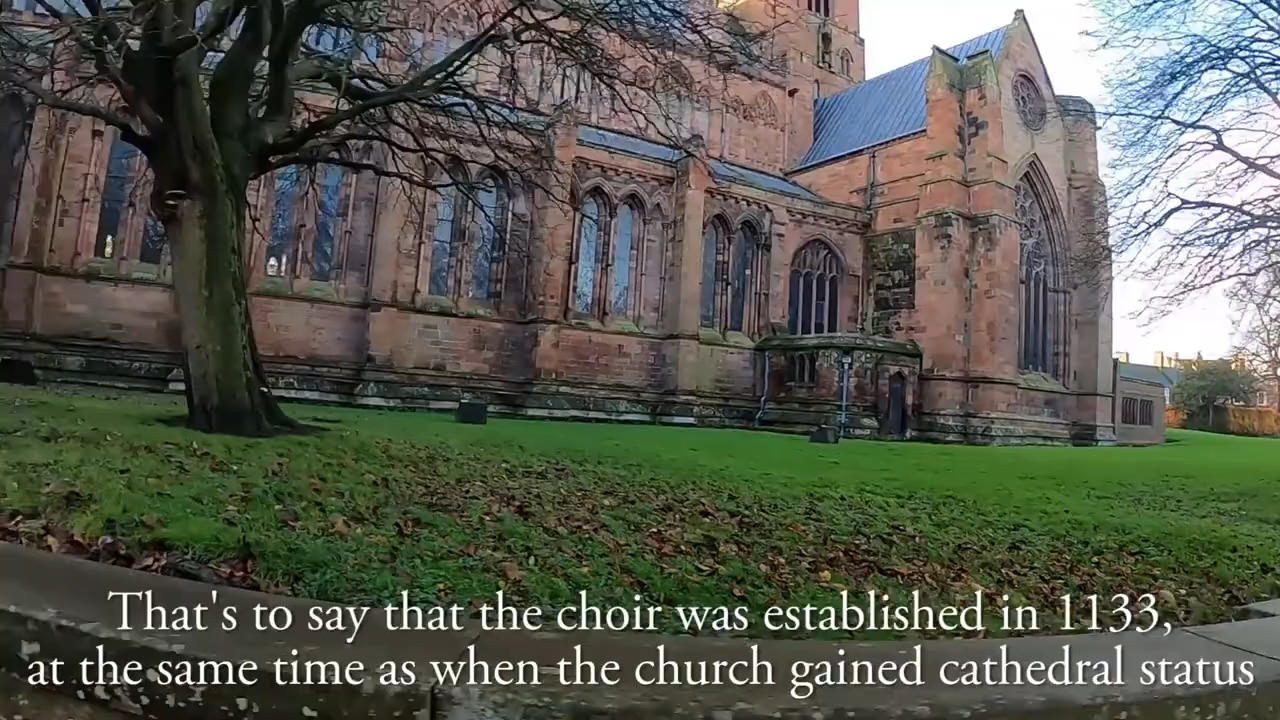 That's to say that the choir was established in 1133,
at the same time as when the church gained cathedral status